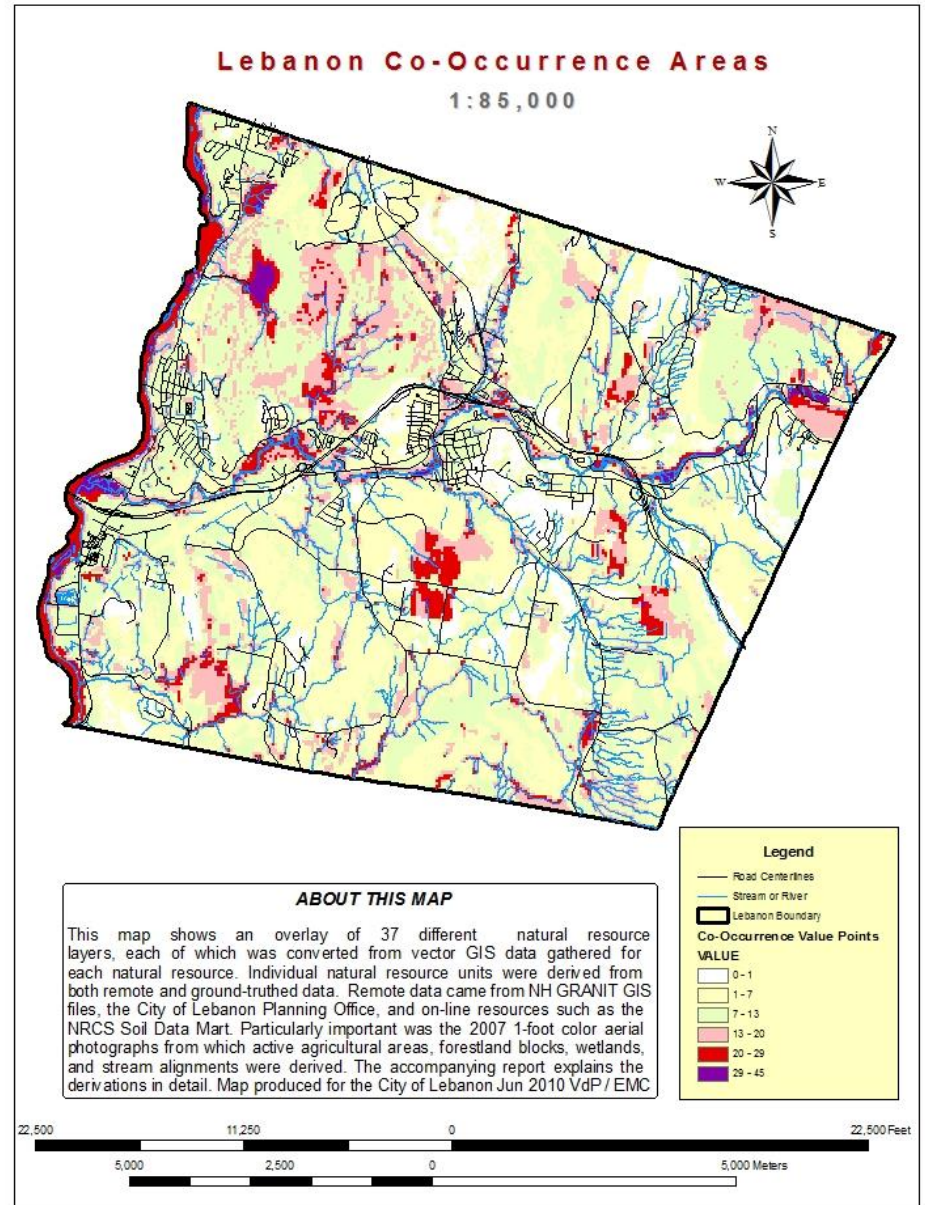 Lebanon Co-Occurrence Areas
1:85,000
N
W
E
S
Legend
Road Centerlines
Stream or River
Lebanon Boundary
Co-Occurrence Value Points
VALUE
0 - 1
1 - 7
7 - 13
13 - 20
20 - 29
29 - 45
ABOUT THIS MAP
This map shows an overlay of 37 different natural resource
layers, each of which was converted from vector GIS data gathered for
each natural resource. Individual natural resource units were derived from
both remote and ground-truthed data. Remote data came from NH GRANIT GIS
files, the City of Lebanon Planning Office, and on-line resources such as the
NRCS Soil Data Mart. Particularly important was the 2007 1-foot color aerial
photographs from which active agricultural areas, forestland blocks, wetlands,
and stream alignments were derived. The accompanying report explains the
derivations in detail. Map produced for the City of Lebanon Jun 2010 VdP / EMC
22,500 11,250 0 22,500 Feet
5,000 2,500 0 5,000 Meters